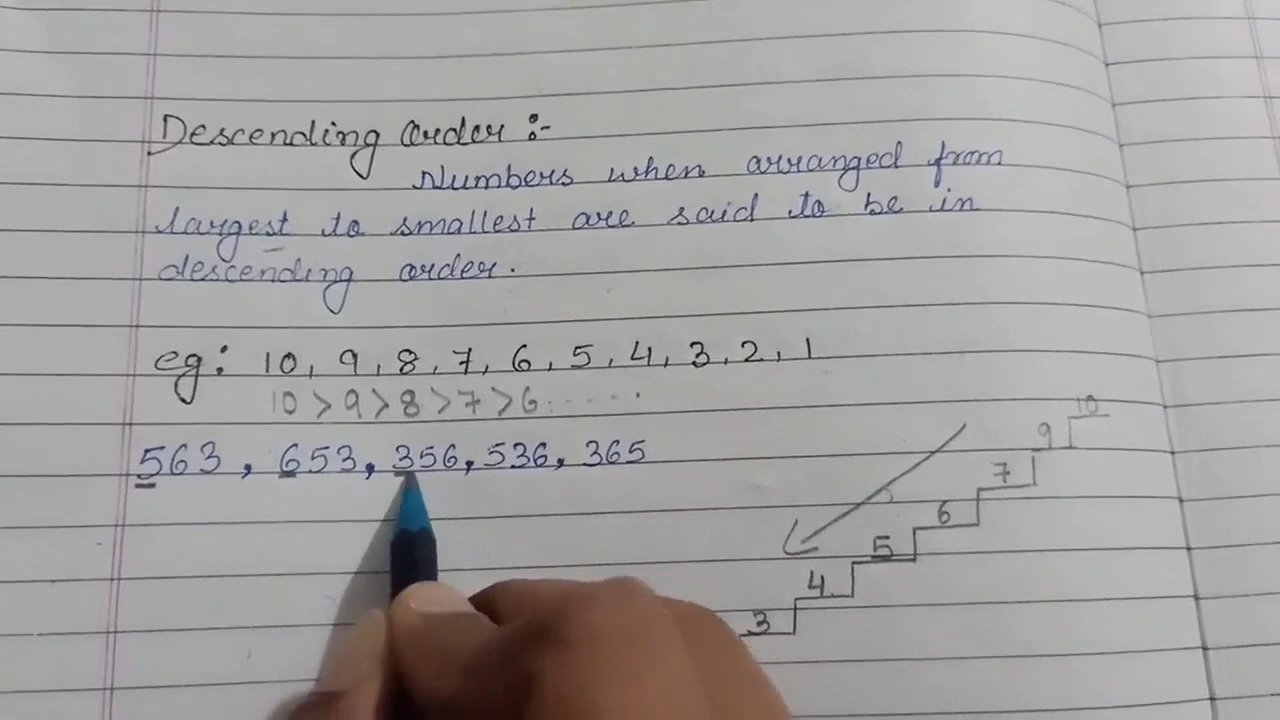 Descending order :-
Numbers when arranged from
largest to smallest are said to be in
descending order.
eg: 10, 9, 8, 7, 6, 5, 4, 3, 2, 1
10 > 9 > 8 > 7 > 6 . . . . . .
563, 653, 356, 536, 365
10
9
7
6
5
4
3